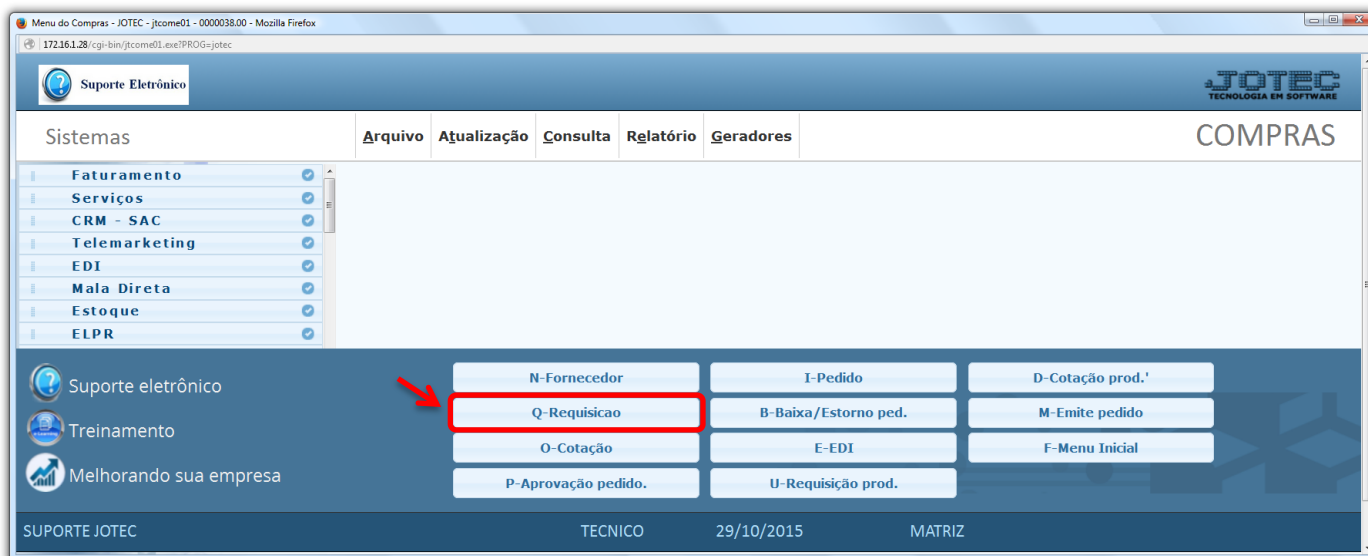 Menu do Compras - JOTEC - jtcome01 - 0000038.00 - Mozilla Firefox
172.16.1.28/cgi-bin/jtcome01.exe?PROG=jotec
Suporte Eletrônico
JOTEC
TECNOLOGIA EM SOFTWARE
Sistemas
Arquivo Atualização Consulta Relatório Geradores
COMPRAS
Faturamento
Serviços
CRM - SAC
Telemarketing
EDI
Mala Direta
Estoque
ELPR
Suporte eletrônico
Treinamento
Melhorando sua empresa
N-Fornecedor I-Pedido D-Cotação prod.'
Q-Requisicao B-Baixa/Estorno ped. M-Emite pedido
O-Cotação E-EDI F-Menu Inicial
P-Aprovação pedido. U-Requisição prod.
SUPORTE JOTEC TECNICO 29/10/2015 MATRIZ